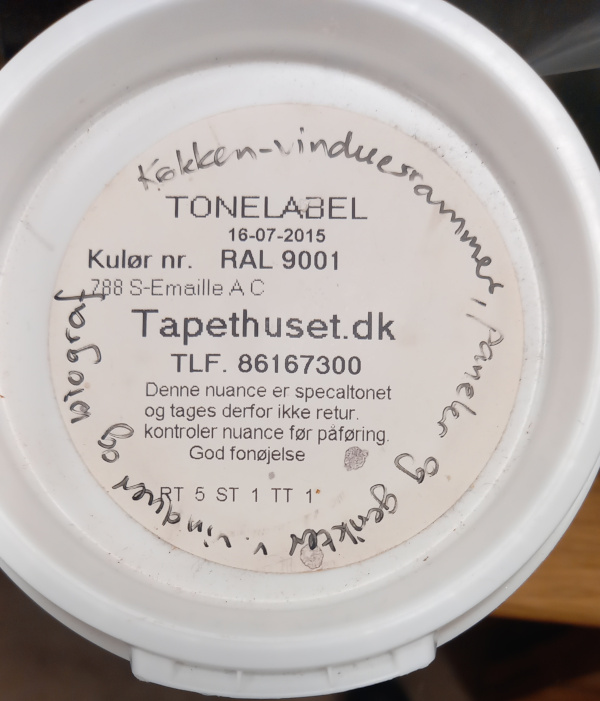 Køkken-vinduesrammer, paneler og gerikter v. vinduer og biograf
TONELABEL
16-07-2015
Kulør nr. RAL 9001
788 S-Emaille A C
Tapethuset.dk
TLF. 86167300
Denne nuance er specaltonet
og tages derfor ikke retur.
kontroler nuance før påføring.
God fonøjelse
RT 5 ST 1 TT 1